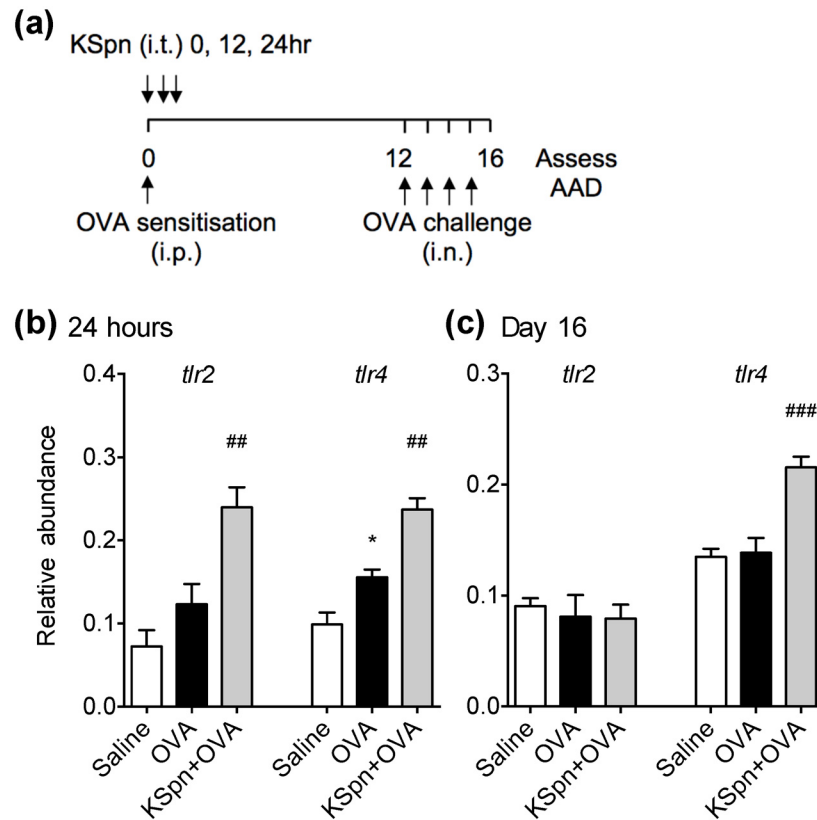 (a)
KSpn (i.t.) 0, 12, 24hr
0 12 16 Assess
AAD
OVA sensitisation OVA challenge
(i.p.) (i.n.)
(b) 24 hours
Relative abundance
0.4
0.3
0.2
0.1
0.0
tlr2 tlr4
## ##
*
Saline OVA KSpn+OVA Saline OVA KSpn+OVA
(c) Day 16
0.3
0.2
0.1
0.0
tlr2 tlr4
###
Saline OVA KSpn+OVA Saline OVA KSpn+OVA